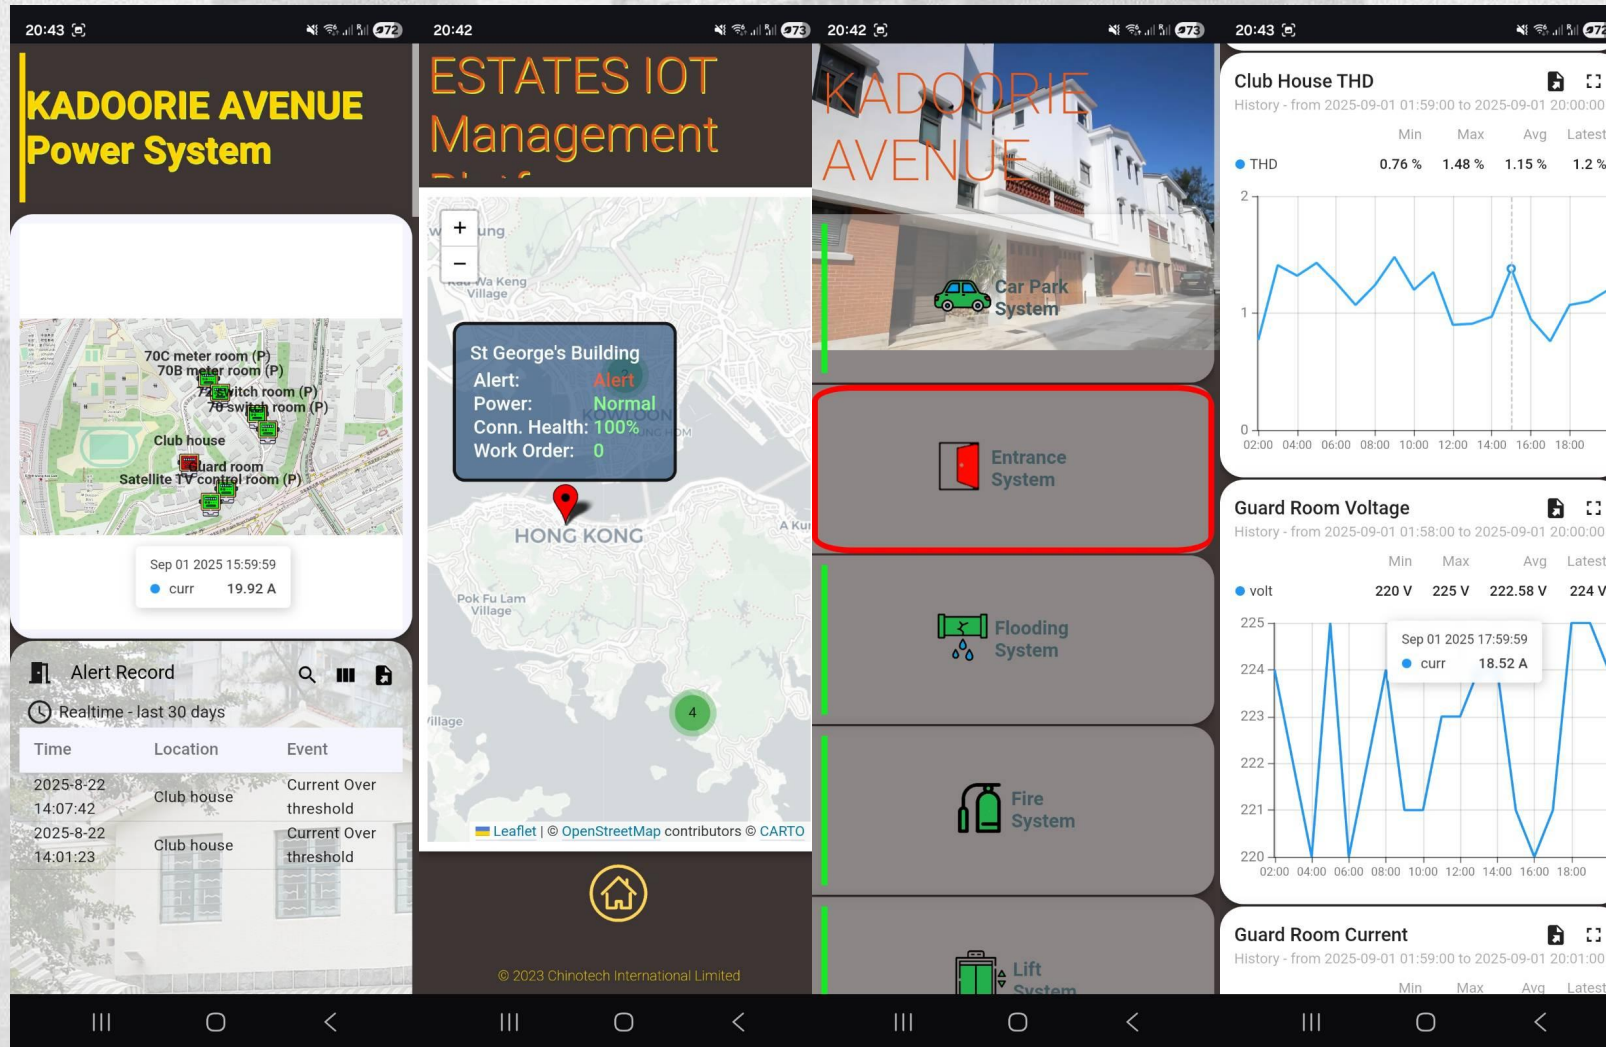 20:43
72
KADOORIE AVENUE
Power System
70C meter room (P)
70B meter room (P)
72 switch room (P)
70 switch room (P)
Club house
Guard room
Satellite TV control room (P)
Sep 01 2025 15:59:59
curr 19.92 A
Alert Record
Realtime - last 30 days
Time Location Event
2025-8-22 14:07:42 Club house Current Over threshold
2025-8-22 14:01:23 Club house Current Over threshold
20:42
73
ESTATES IOT
Management
+
−
Village
St George's Building
Alert: Alert
Power: Normal
Conn. Health: 100%
Work Order: 0
KOWLOON
HONG KONG
Pok Fu Lam
Village
4
Leaflet | © OpenStreetMap contributors © CARTO
© 2023 Chinotech International Limited
20:42
73
KADOORIE
AVENUE
Car Park
System
Entrance
System
Flooding
System
Fire
System
Lift
System
20:43
Club House THD
History - from 2025-09-01 01:59:00 to 2025-09-01 20:00:00
Min Max Avg Latest
THD 0.76 % 1.48 % 1.15 % 1.2 %
2
1
0
02:00 04:00 06:00 08:00 10:00 12:00 14:00 16:00 18:00
Guard Room Voltage
History - from 2025-09-01 01:58:00 to 2025-09-01 20:00:00
Min Max Avg Latest
volt 220 V 225 V 222.58 V 224 V
225
224
223
222
221
220
Sep 01 2025 17:59:59
curr 18.52 A
02:00 04:00 06:00 08:00 10:00 12:00 14:00 16:00 18:00
Guard Room Current
History - from 2025-09-01 01:59:00 to 2025-09-01 20:01:00
Min Max Avg Latest